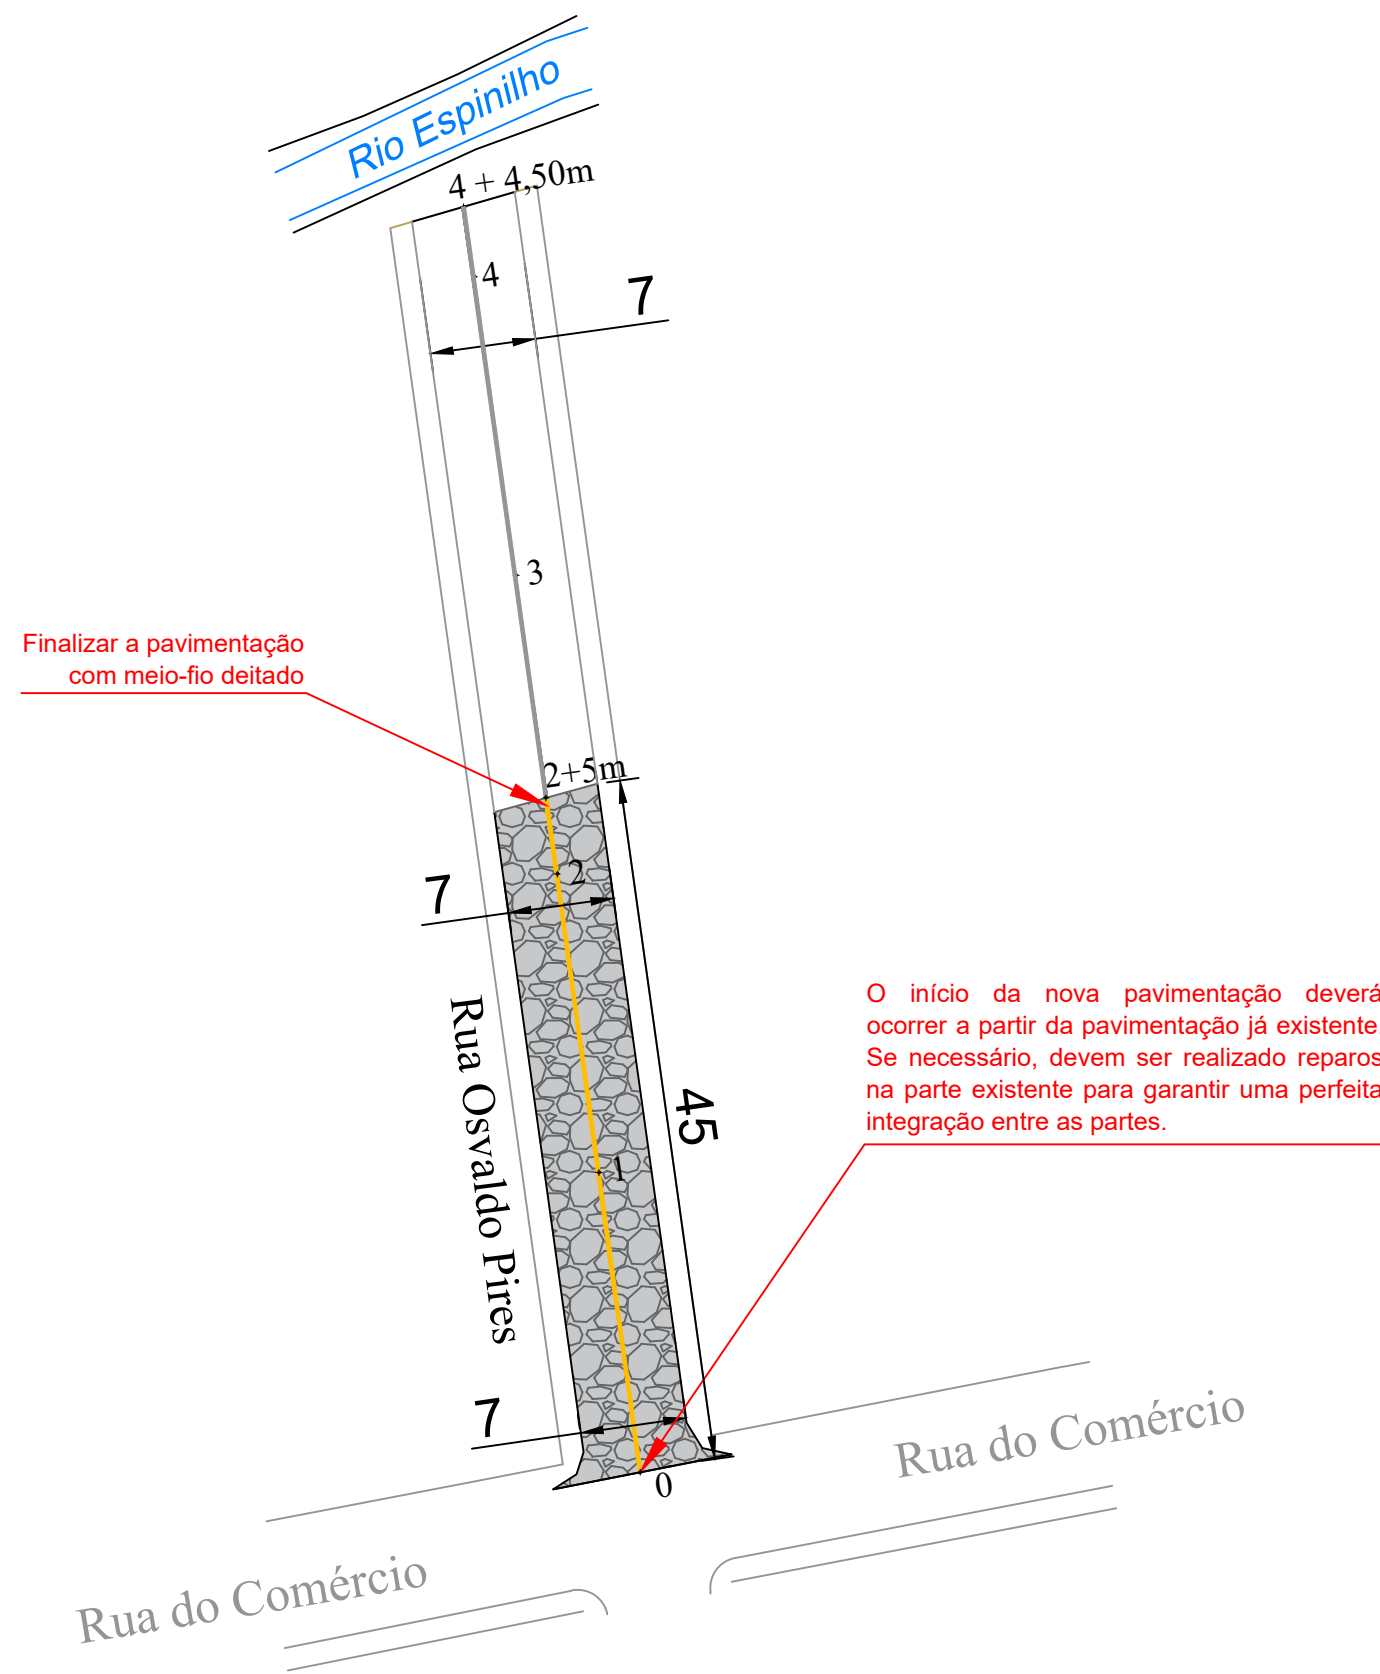 Rio Espinilho
4 + 4,50m
4
7
3
Finalizar a pavimentação
com meio-fio deitado
2+5m
2
7
O início da nova pavimentação deverá
ocorrer a partir da pavimentação já existente
Se necessário, devem ser realizado reparos
na parte existente para garantir uma perfeita
integração entre as partes.
45
Rua Osvaldo Pires
1
7
0
Rua do Comércio
Rua do Comércio